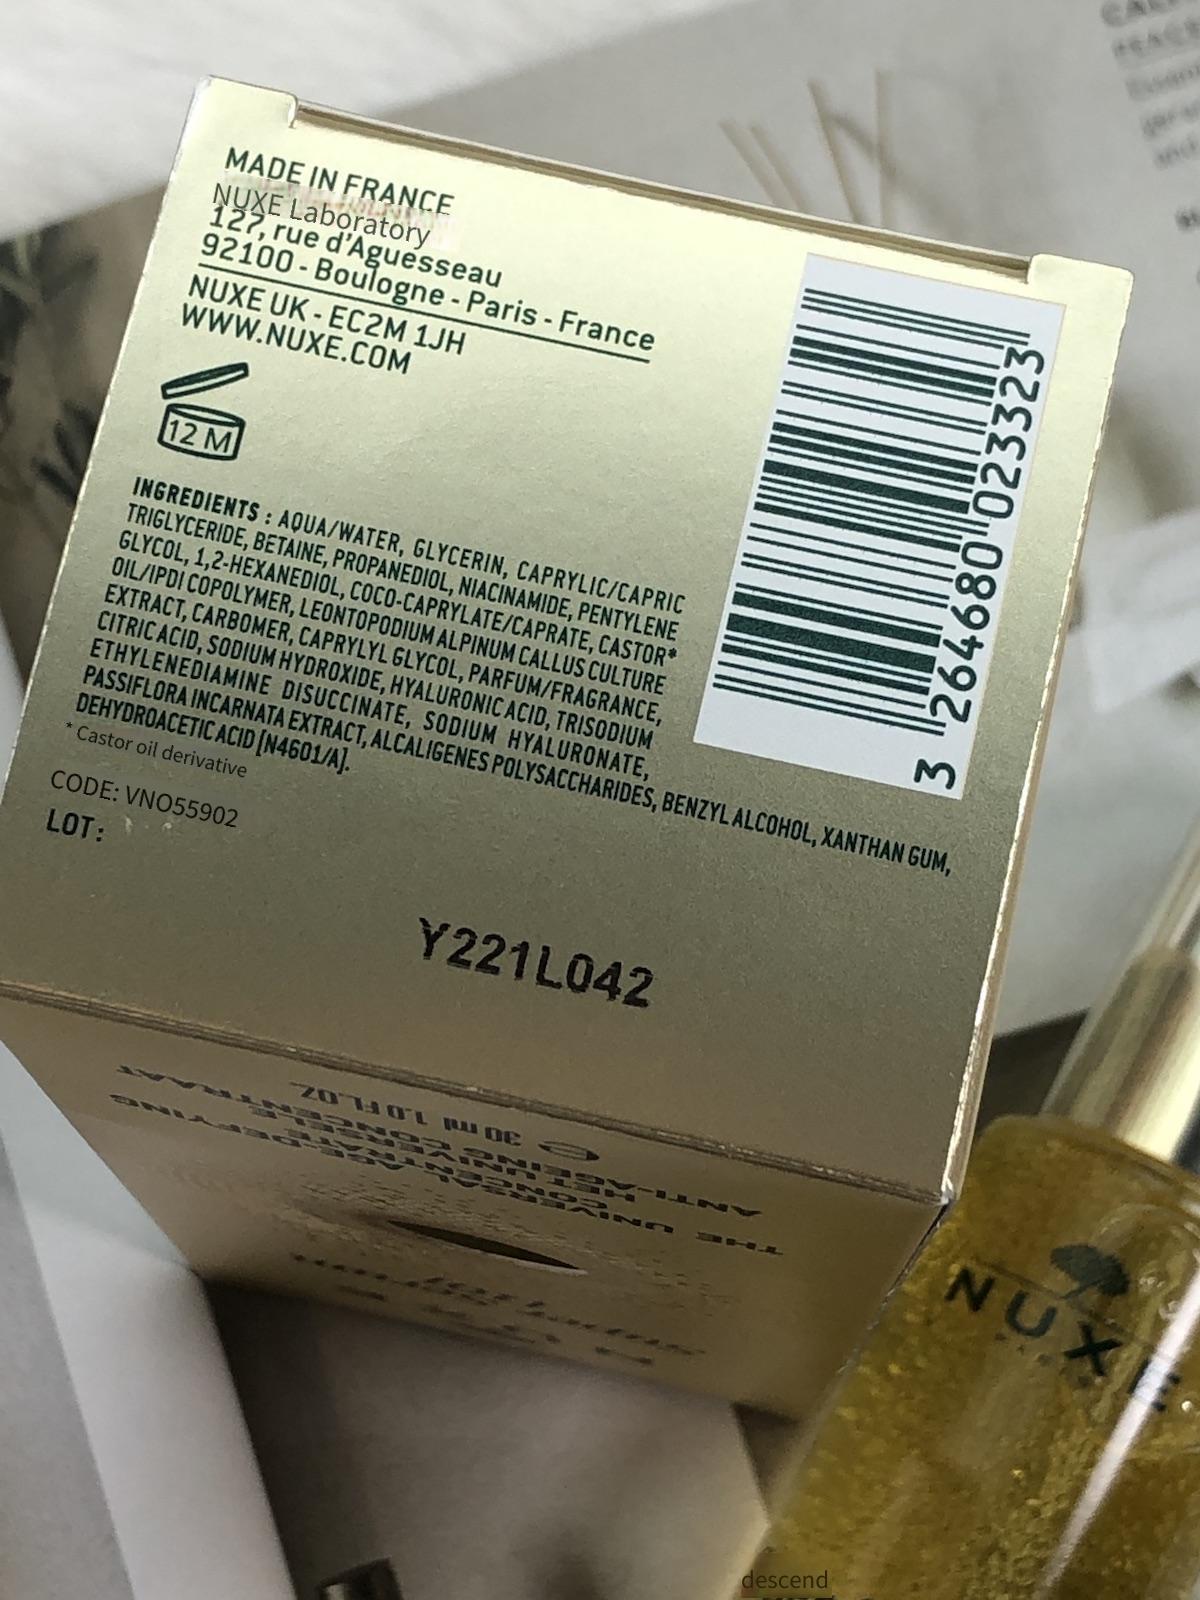 MADE IN FRANCE
NUXE Laboratory
127, rue d'Aguesseau
92100 - Boulogne - Paris - France
NUXE UK - EC2M 1JH
WWW.NUXE.COM
12 M
INGREDIENTS : AQUA/WATER, GLYCERIN, CAPRYLIC/CAPRIC
TRIGLYCERIDE, BETAINE, PROPANEDIOL, NIACINAMIDE, PENTYLENE
GLYCOL, 1,2-HEXANEDIOL, COCO-CAPRYLATE/CAPRATE, CASTOR*
OIL/IPDI COPOLYMER, LEONTOPODIUM ALPINUM CALLUS CULTURE
EXTRACT, CARBOMER, CAPRYLYL GLYCOL, PARFUM/FRAGRANCE,
CITRIC ACID, SODIUM HYDROXIDE, HYALURONIC ACID, TRISODIUM
ETHYLENEDIAMINE DISUCCINATE, SODIUM HYALURONATE,
PASSIFLORA INCARNATA EXTRACT, ALCALIGENES POLYSACCHARIDES, BENZYL ALCOHOL, XANTHAN GUM,
DEHYDROACETIC ACID [N4601/A].
* Castor oil derivative
CODE: VNO55902
LOT:
Y221L042
3 264680 023323
THE UNIVERSAL AGE-DEFYING
CONCENTRATE
HET UNIVERSELE
ANTI-AGEING CONCENTRAAT
e 30 ml 1.0 FL.OZ.
NUXE
descend